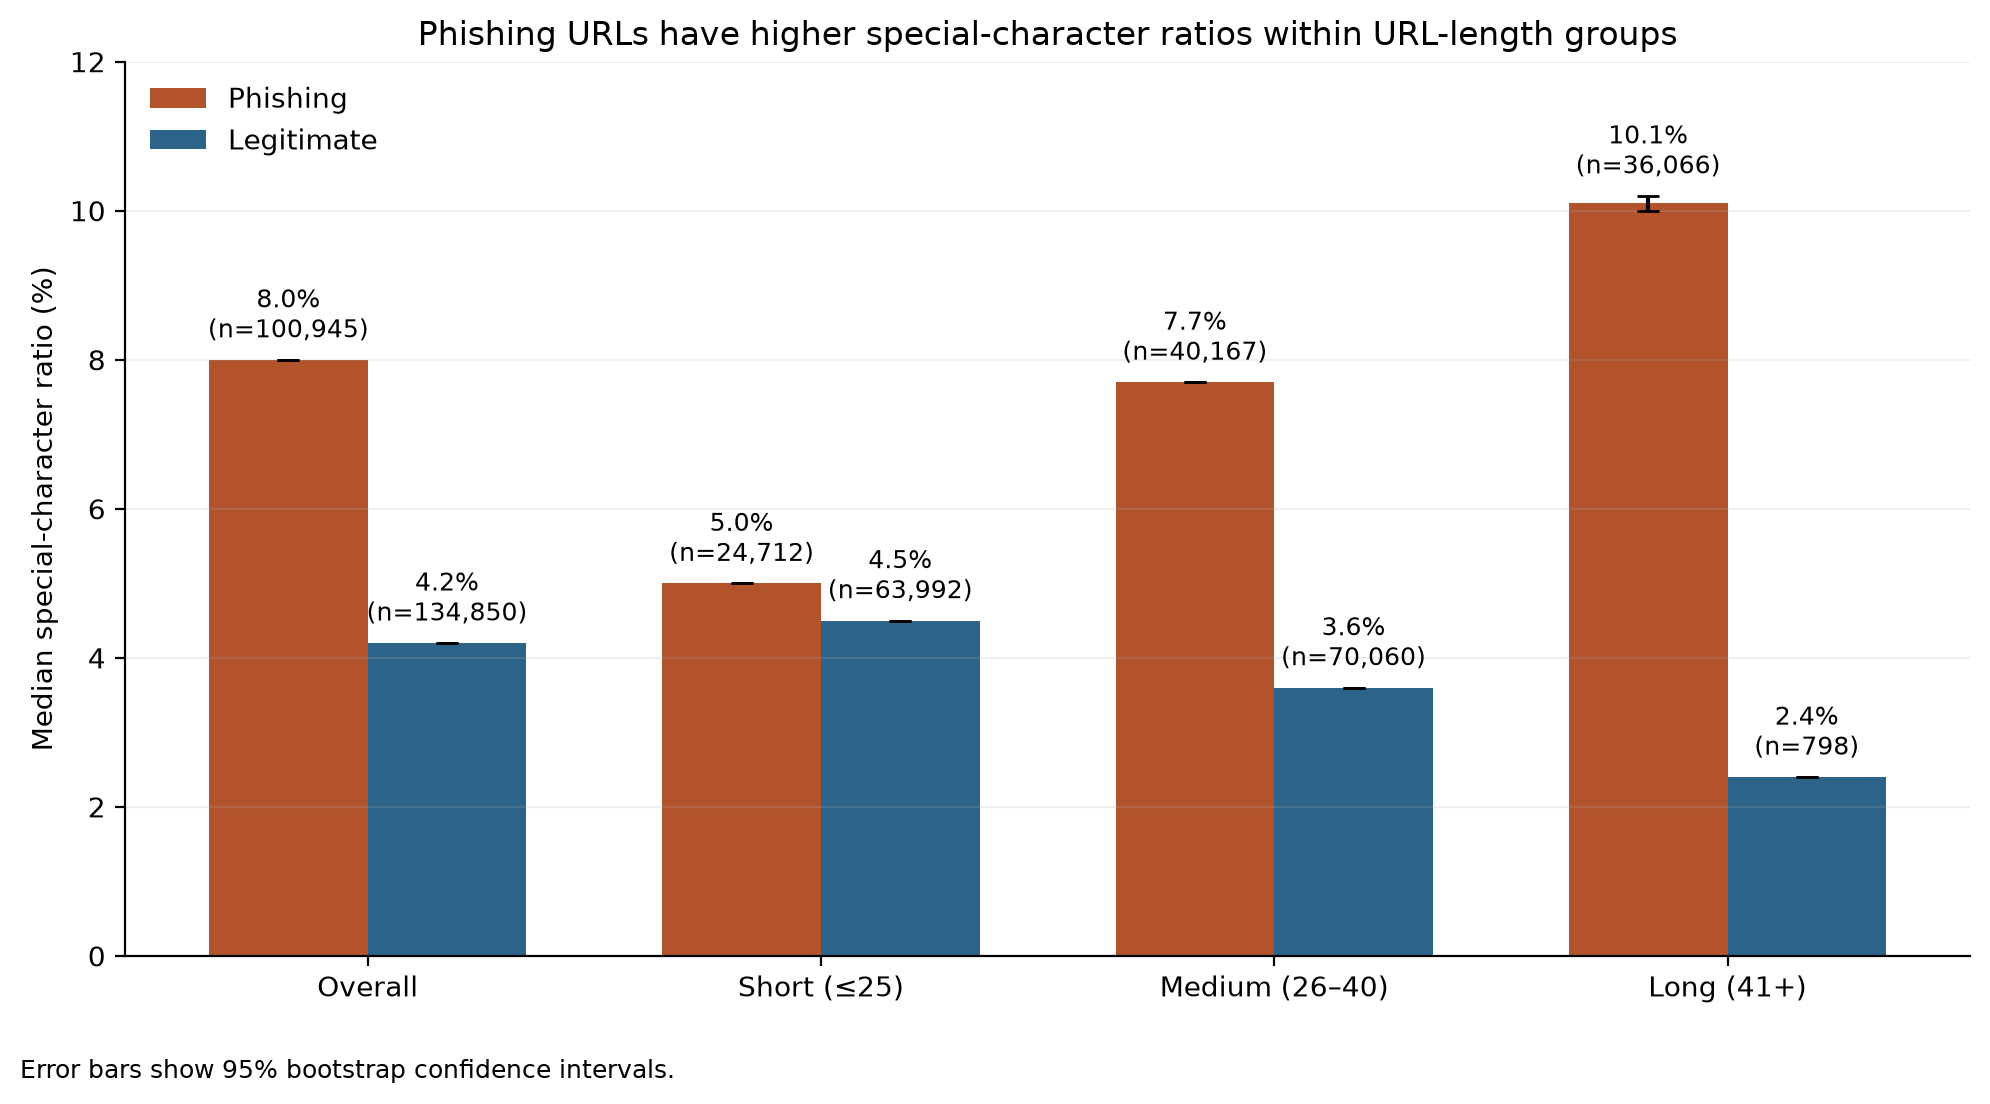 Phishing URLs have higher special-character ratios within URL-length groups
Phishing
Legitimate
Median special-character ratio (%)
12
10
8
6
4
2
0
8.0%
(n=100,945)
4.2%
(n=134,850)
5.0%
(n=24,712)
4.5%
(n=63,992)
7.7%
(n=40,167)
3.6%
(n=70,060)
10.1%
(n=36,066)
2.4%
(n=798)
Overall
Short (≤25)
Medium (26–40)
Long (41+)
Error bars show 95% bootstrap confidence intervals.